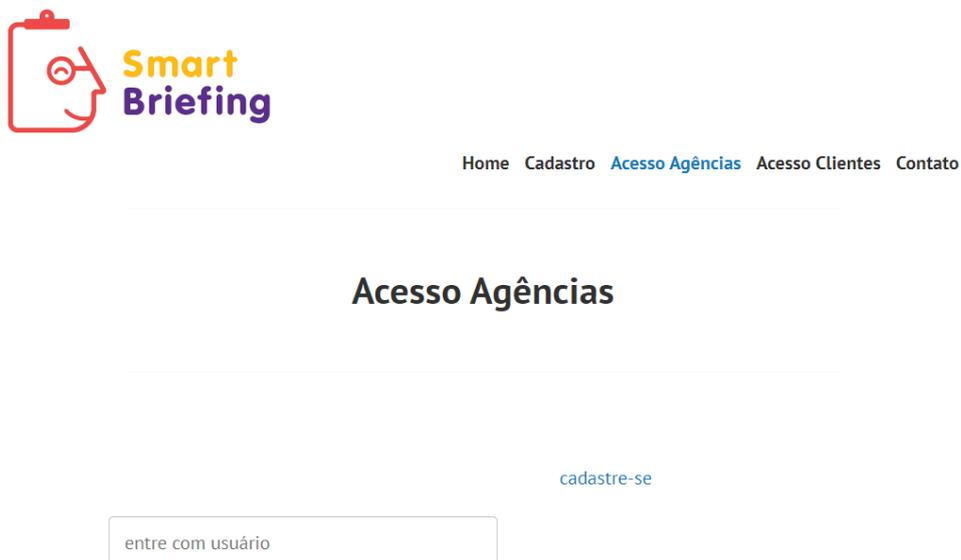 Smart
Briefing
Home Cadastro Acesso Agências Acesso Clientes Contato
Acesso Agências
cadastre-se
entre com usuário